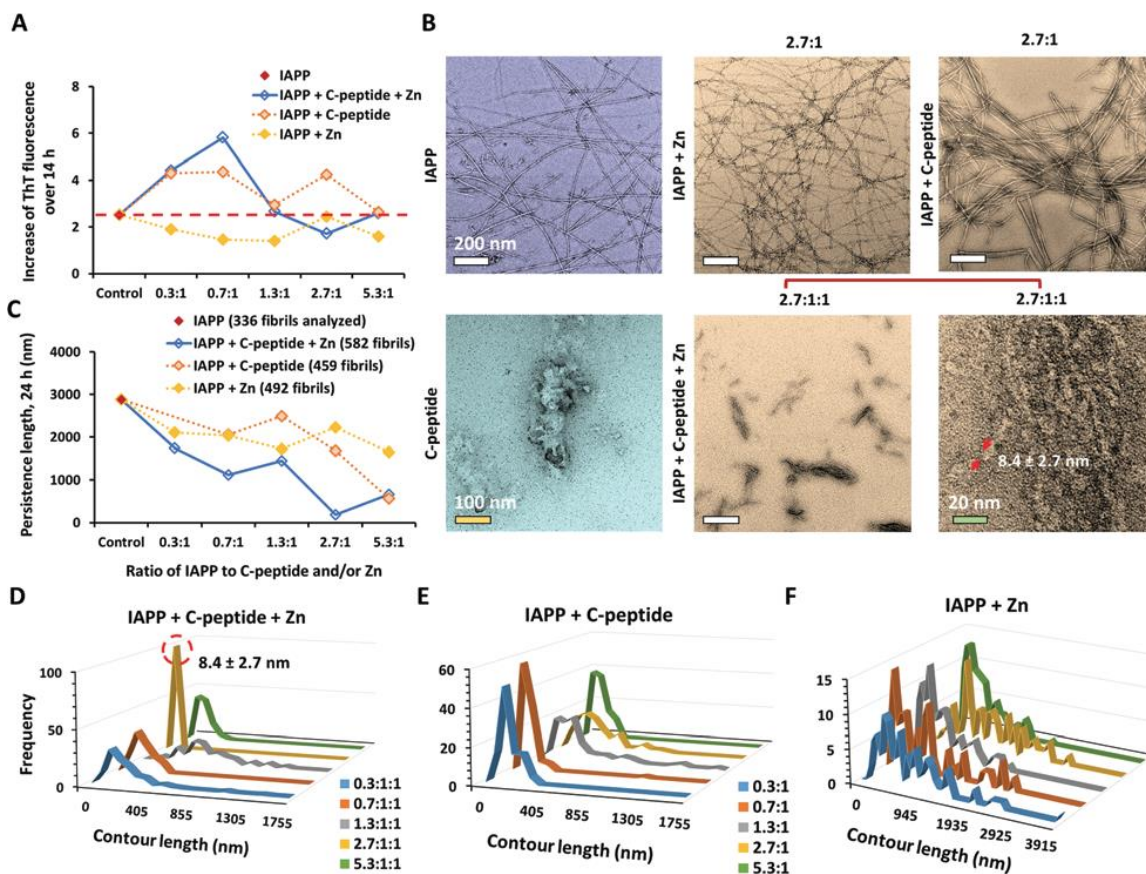 A
IAPP
IAPP + C-peptide + Zn
IAPP + C-peptide
IAPP + Zn
Increase of ThT fluorescence
over 14 h
8
6
4
2
0
Control 0.3:1 0.7:1 1.3:1 2.7:1 5.3:1
B
2.7:1
2.7:1
IAPP
200 nm
IAPP + Zn
IAPP + C-peptide
C
IAPP (336 fibrils analyzed)
IAPP + C-peptide + Zn (582 fibrils)
IAPP + C-peptide (459 fibrils)
IAPP + Zn (492 fibrils)
Persistence length, 24 h (nm)
4000
3000
2000
1000
0
Control 0.3:1 0.7:1 1.3:1 2.7:1 5.3:1
Ratio of IAPP to C-peptide and/or Zn
2.7:1:1
2.7:1:1
C-peptide
100 nm
IAPP + C-peptide + Zn
8.4 ± 2.7 nm
20 nm
D
IAPP + C-peptide + Zn
8.4 ± 2.7 nm
Frequency
100
50
0
0 405 855 1305 1755
Contour length (nm)
0.3:1:1
0.7:1:1
1.3:1:1
2.7:1:1
5.3:1:1
E
IAPP + C-peptide
60
40
20
0
0 405 855 1305 1755
Contour length (nm)
0.3:1
0.7:1
1.3:1
2.7:1
5.3:1
F
IAPP + Zn
15
10
5
0
0 945 1935 2925 3915
Contour length (nm)